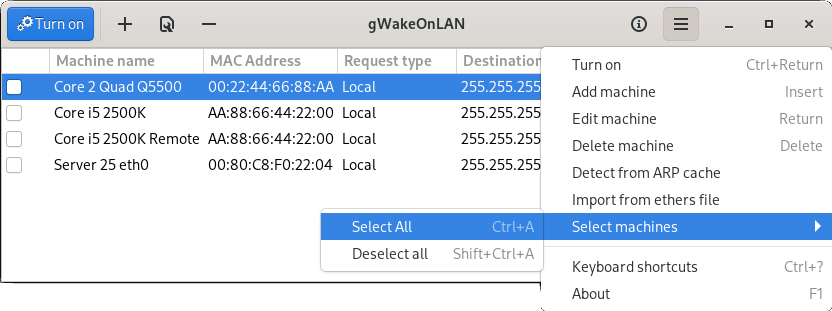 Turn on
gWakeOnLAN
Machine name MAC Address Request type Destination
Core 2 Quad Q5500 00:22:44:66:88:AA Local 255.255.255
Core i5 2500K AA:88:66:44:22:00 Local 255.255.255
Core i5 2500K Remote AA:88:66:44:22:00 Local 255.255.255
Server 25 eth0 00:80:C8:F0:22:04 Local 255.255.255
Turn on Ctrl+Return
Add machine Insert
Edit machine Return
Delete machine Delete
Detect from ARP cache
Import from ethers file
Select machines
Select All Ctrl+A
Deselect all Shift+Ctrl+A
Keyboard shortcuts Ctrl+?
About F1